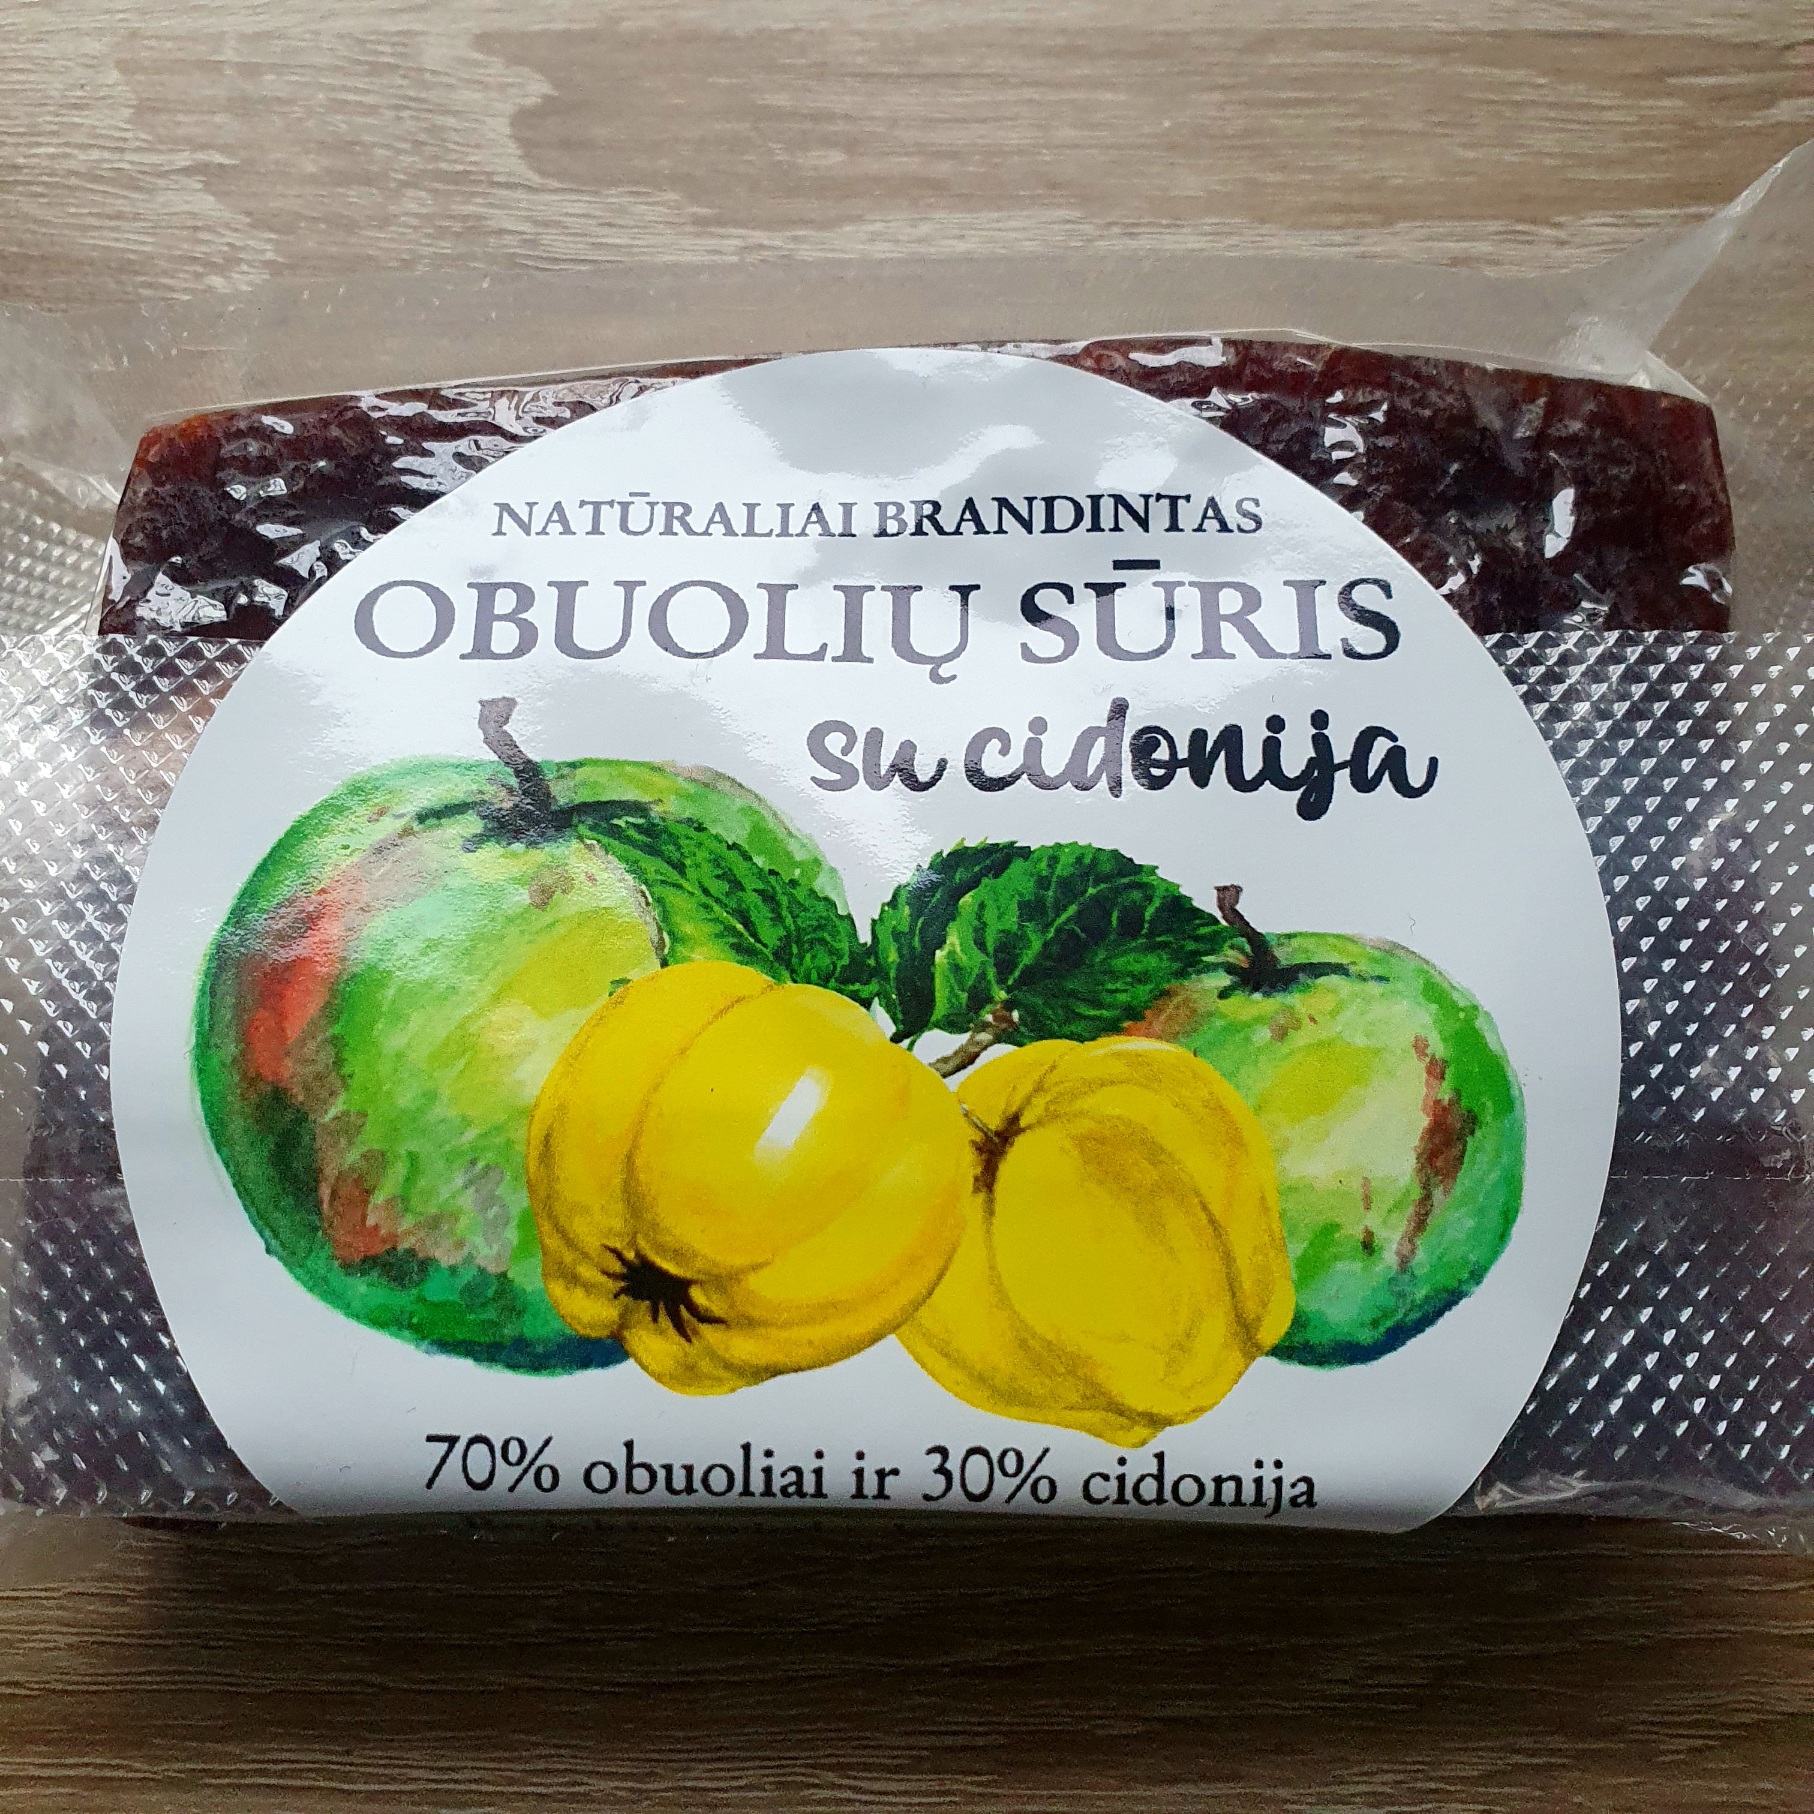 NATŪRALIAI BRANDINTAS
OBUOLIŲ SŪRIS
su cidonija
70% obuoliai ir 30% cidonija